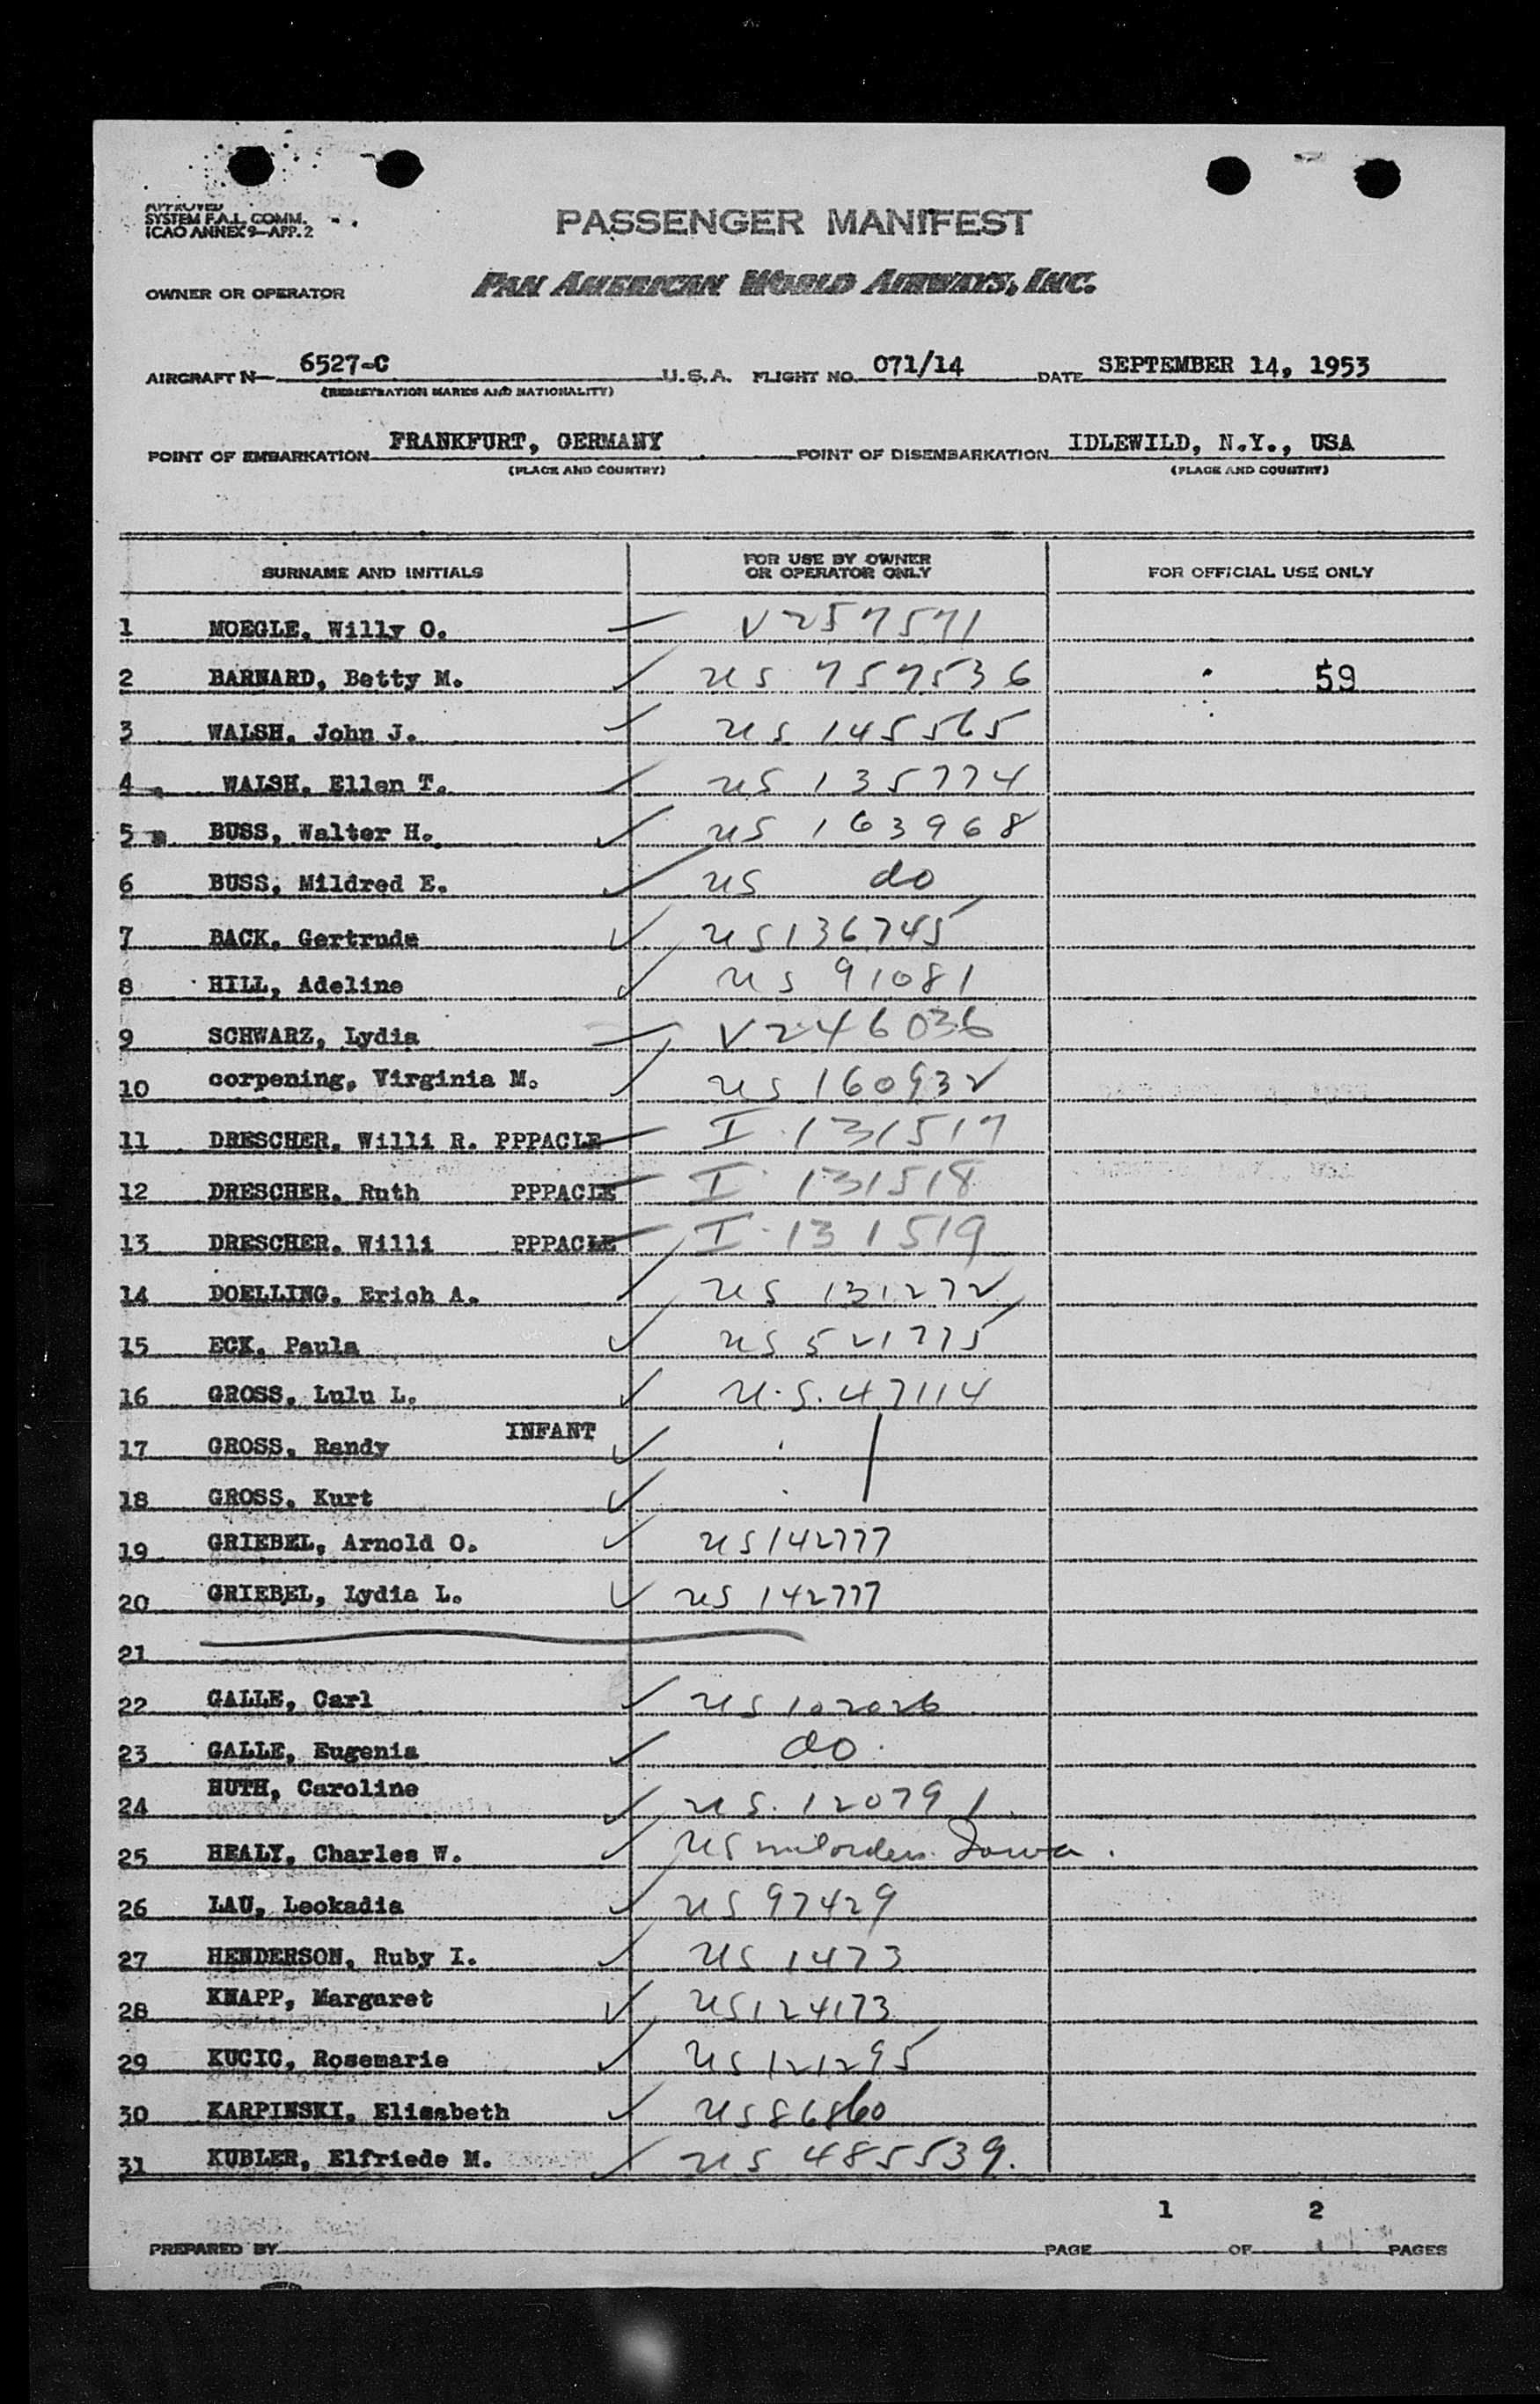 APPROVED
SYSTEM F.A.L. COMM.
ICAO ANNEX 9—APP. 2
PASSENGER MANIFEST
OWNER OR OPERATOR PAN AMERICAN WORLD AIRWAYS, INC.
AIRCRAFT N— 6527-C U.S.A. FLIGHT NO. 071/14 DATE SEPTEMBER 14, 1953
(REGISTRATION MARKS AND NATIONALITY)
POINT OF EMBARKATION FRANKFURT, GERMANY POINT OF DISEMBARKATION IDLEWILD, N.Y., USA
(PLACE AND COUNTRY) (PLACE AND COUNTRY)
SURNAME AND INITIALS FOR USE BY OWNER OR OPERATOR ONLY FOR OFFICIAL USE ONLY
1 MOEGLE, Willy O. V 257571
2 BARNARD, Betty M. US 757536 59
3 WALSH, John J. US 145565
4 WALSH, Ellen T. US 135774
5 BUSS, Walter H. US 163968
6 BUSS, Mildred E. US do
7 BACK, Gertrude US 136745
8 HILL, Adeline US 91081
9 SCHWARZ, Lydia V 246036
10 corpening, Virginia M. US 160932
11 DRESCHER, Willi R. PPPACLE I 131517
12 DRESCHER, Ruth PPPACLE I 131518
13 DRESCHER, Willi PPPACLE I 131519
14 DOELLING, Erich A. US 131272
15 ECK, Paula US 521775
16 GROSS, Lulu L. U.S. 47114
17 GROSS, Randy INFANT
18 GROSS, Kurt
19 GRIEBEL, Arnold O. US 142777
20 GRIEBEL, Lydia L. US 142777
21
22 GALLE, Carl US 102026
23 GALLE, Eugenia do
24 HUTH, Caroline US. 120791
25 HEALY, Charles W. US milorders
26 LAU, Leokadia US 97429
27 HENDERSON, Ruby I. US 1473
28 KNAPP, Margaret US 124173
29 KUCIC, Rosemarie US 121295
30 KARPINSKI, Elisabeth US 86860
31 KUBLER, Elfriede M. US 485539.
PREPARED BY PAGE 1 OF 2 PAGES